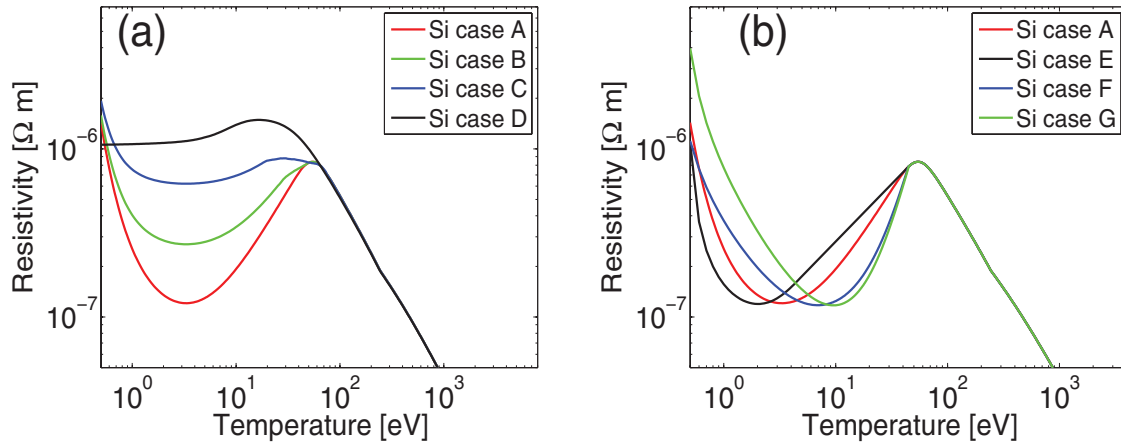 (a)
Si case A
Si case B
Si case C
Si case D
Resistivity [Ω m]
10^-6
10^-7
10^0
10^1
10^2
10^3
Temperature [eV]
(b)
Si case A
Si case E
Si case F
Si case G
Resistivity [Ω m]
10^-6
10^-7
10^0
10^1
10^2
10^3
Temperature [eV]